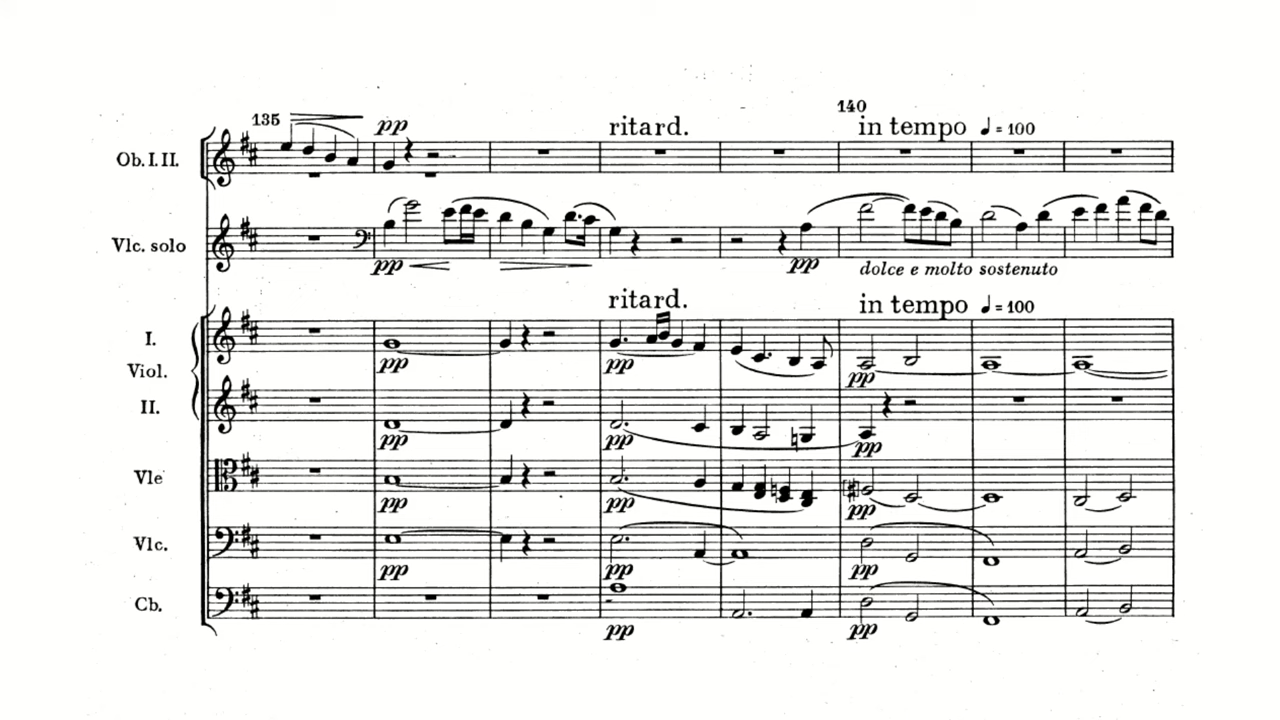 140
135
pp
ritard.
in tempo ♩=100
Ob. I. II.
Vlc. solo
pp
pp
dolce e molto sostenuto
ritard.
in tempo ♩=100
I.
pp
pp
pp
Viol.
II.
pp
pp
pp
Vle
pp
pp
pp
Vlc.
pp
pp
pp
Cb.
pp
pp